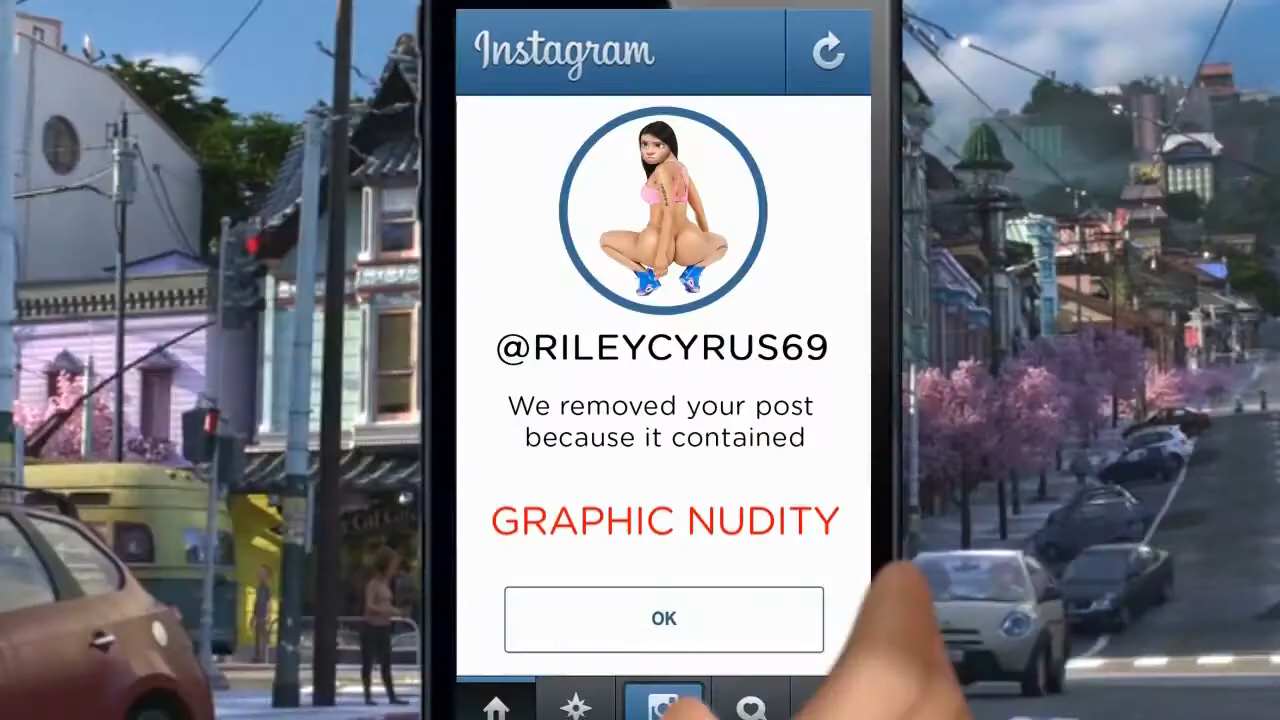 Instagram
@RILEYCYRUS69
We removed your post
because it contained
GRAPHIC NUDITY
OK